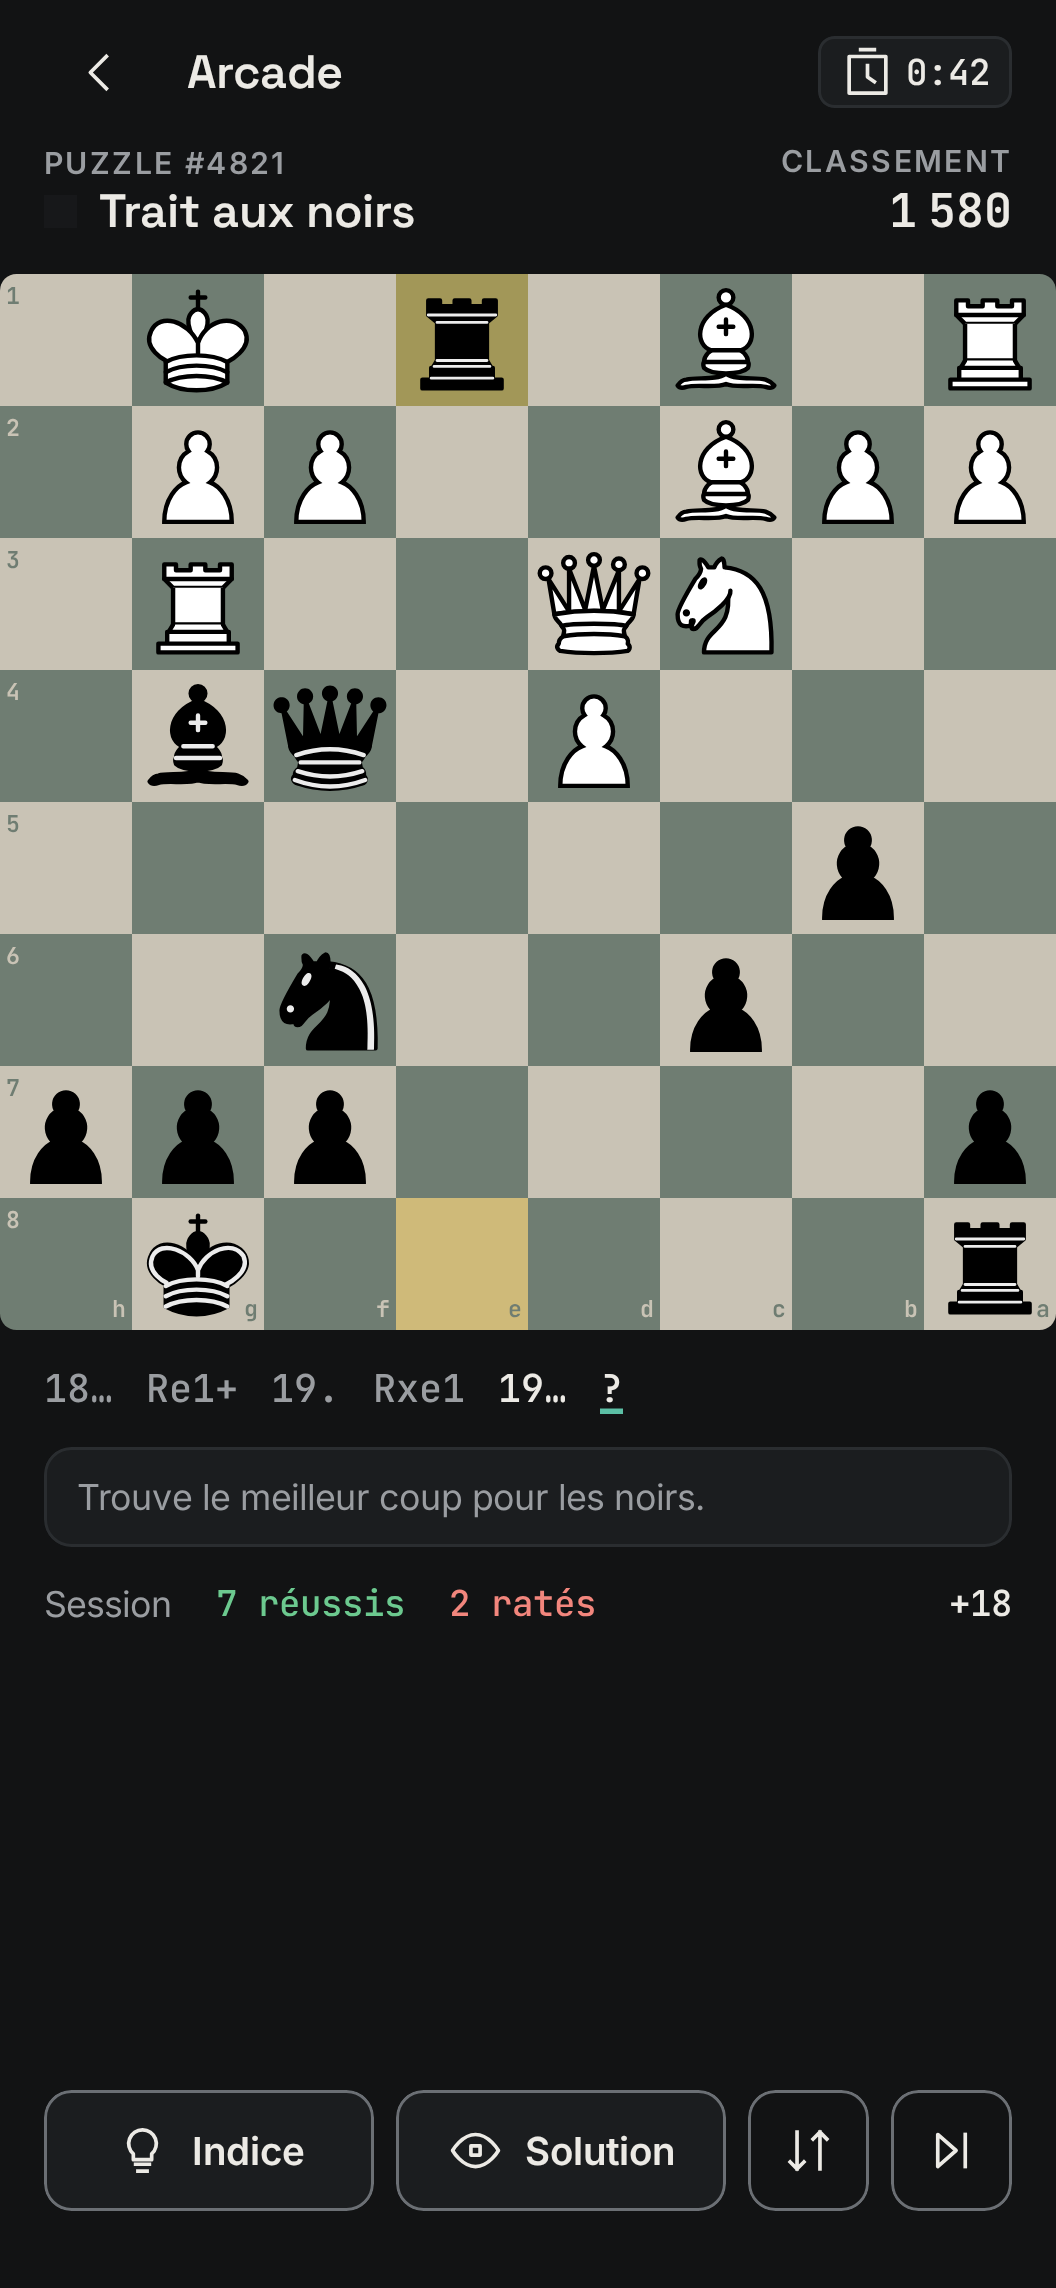 Arcade
0:42
PUZZLE #4821
CLASSEMENT
Trait aux noirs
1 580
1
2
3
4
5
6
7
8
h g f e d c b a
18… Re1+ 19. Rxe1 19… ?
Trouve le meilleur coup pour les noirs.
Session 7 réussis 2 ratés +18
Indice
Solution